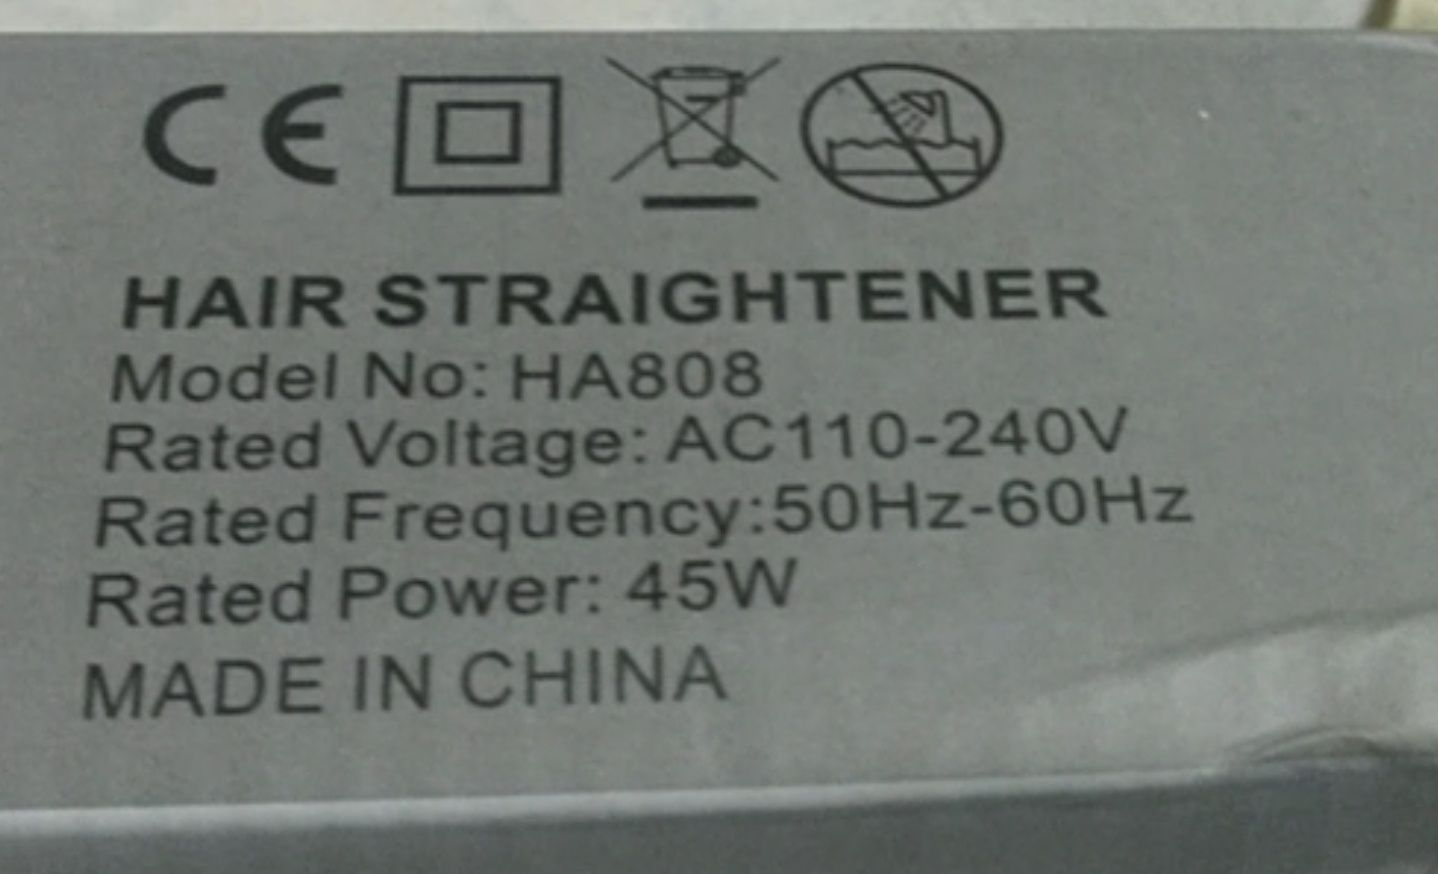 CE
HAIR STRAIGHTENER
Model No: HA808
Rated Voltage: AC110-240V
Rated Frequency:50Hz-60Hz
Rated Power: 45W
MADE IN CHINA